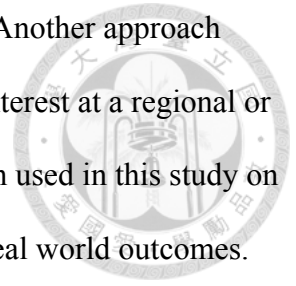 Another approach
terest at a regional or
n used in this study on
eal world outcomes.